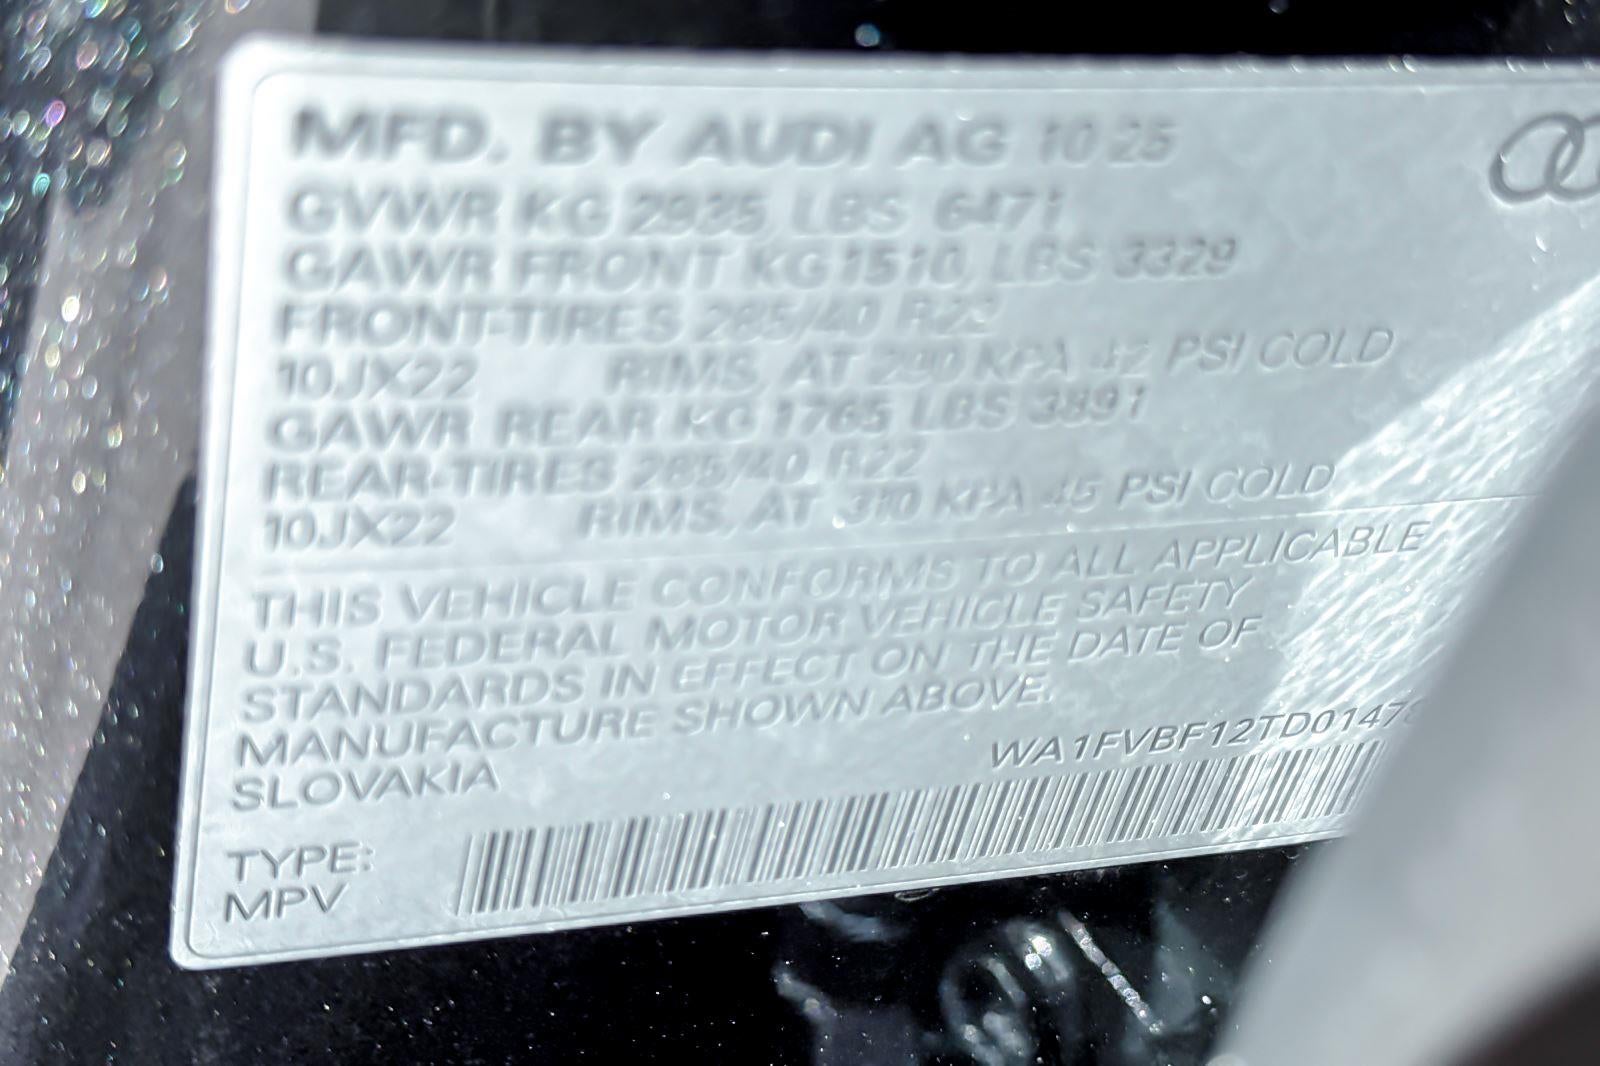 MFD. BY AUDI AG 10 25
GVWR KG 2935, LBS 6471
GAWR FRONT KG 1510, LBS 3329
FRONT-TIRES 285/40 R22
10JX22 RIMS, AT 290 KPA 42 PSI COLD
GAWR REAR KG 1765 LBS 3891
REAR-TIRES 285/40 R22
10JX22 RIMS, AT 310 KPA 45 PSI COLD
THIS VEHICLE CONFORMS TO ALL APPLICABLE
U.S. FEDERAL MOTOR VEHICLE SAFETY
STANDARDS IN EFFECT ON THE DATE OF
MANUFACTURE SHOWN ABOVE.
SLOVAKIA
TYPE:
MPV